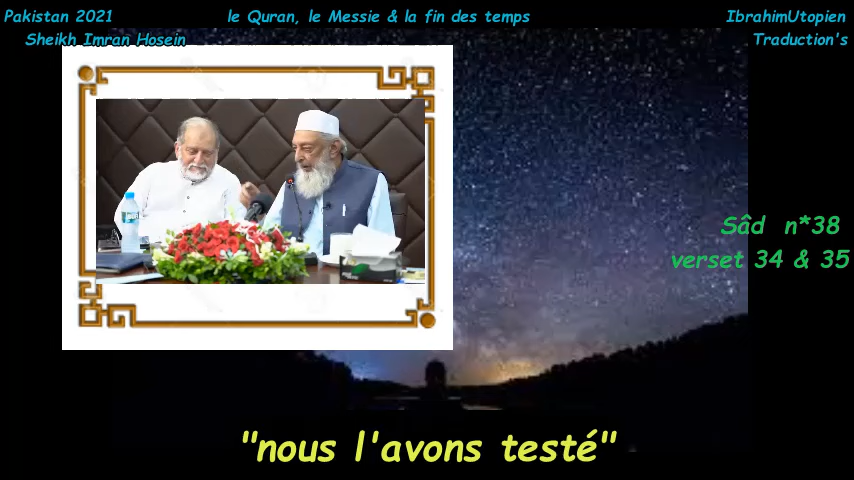 Pakistan 2021 le Quran, le Messie & la fin des temps IbrahimUtopien
Sheikh Imran Hosein Traduction's
Sâd n*38
verset 34 & 35
"nous l'avons testé"